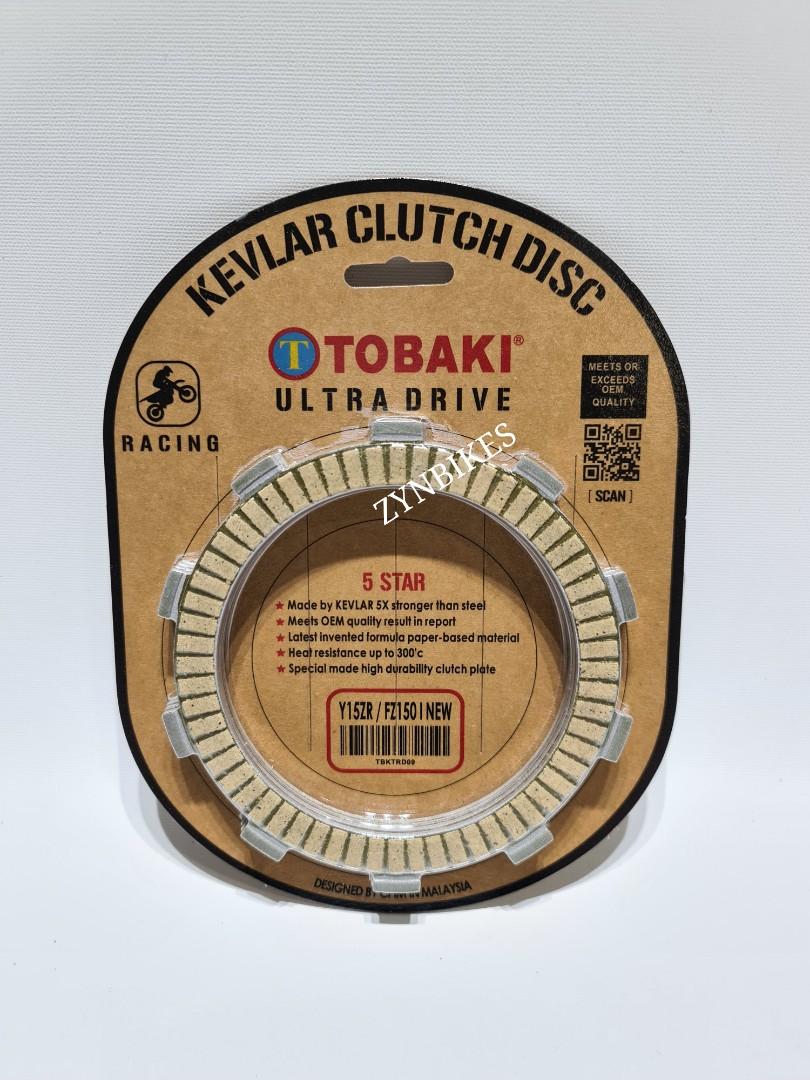 KEVLAR CLUTCH DISC
T TOBAKI®
ULTRA DRIVE
RACING
MEETS OR
EXCEEDS
OEM
QUALITY
[ SCAN ]
ZYNBIKES
5 STAR
★ Made by KEVLAR 5X stronger than steel
★ Meets OEM quality result in report
★ Latest invented formula paper-based material
★ Heat resistance up to 300'c
★ Special made high durability clutch plate
Y15ZR / FZ150 I NEW
TBKTRD09
DESIGNED BY IN MALAYSIA